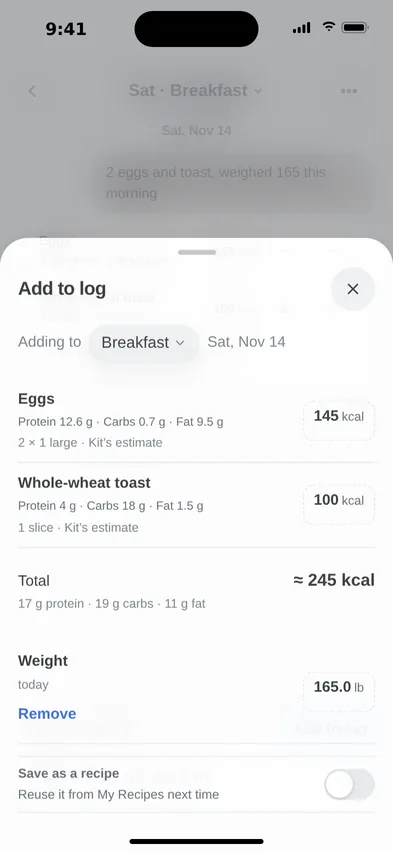 9:41
Sat · Breakfast
Sat, Nov 14
2 eggs and toast, weighed 165 this
morning
Add to log
Adding to Breakfast Sat, Nov 14
Eggs
Protein 12.6 g · Carbs 0.7 g · Fat 9.5 g
2 × 1 large · Kit's estimate
145 kcal
Whole-wheat toast
Protein 4 g · Carbs 18 g · Fat 1.5 g
1 slice · Kit's estimate
100 kcal
Total
≈ 245 kcal
17 g protein · 19 g carbs · 11 g fat
Weight
today
165.0 lb
Remove
Save as a recipe
Reuse it from My Recipes next time